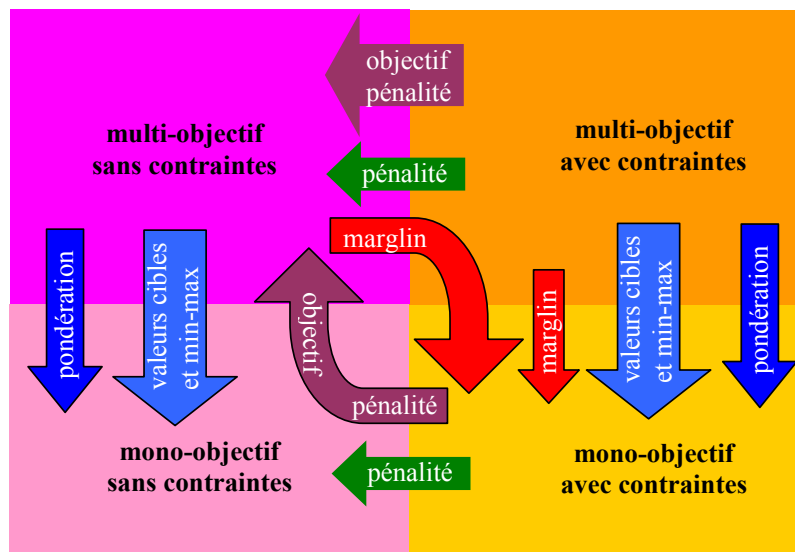 objectif
pénalité
multi-objectif
sans contraintes
multi-objectif
avec contraintes
pénalité
marglin
pondération
valeurs cibles
et min-max
objectif
pénalité
marglin
valeurs cibles
et min-max
pondération
mono-objectif
sans contraintes
pénalité
mono-objectif
avec contraintes